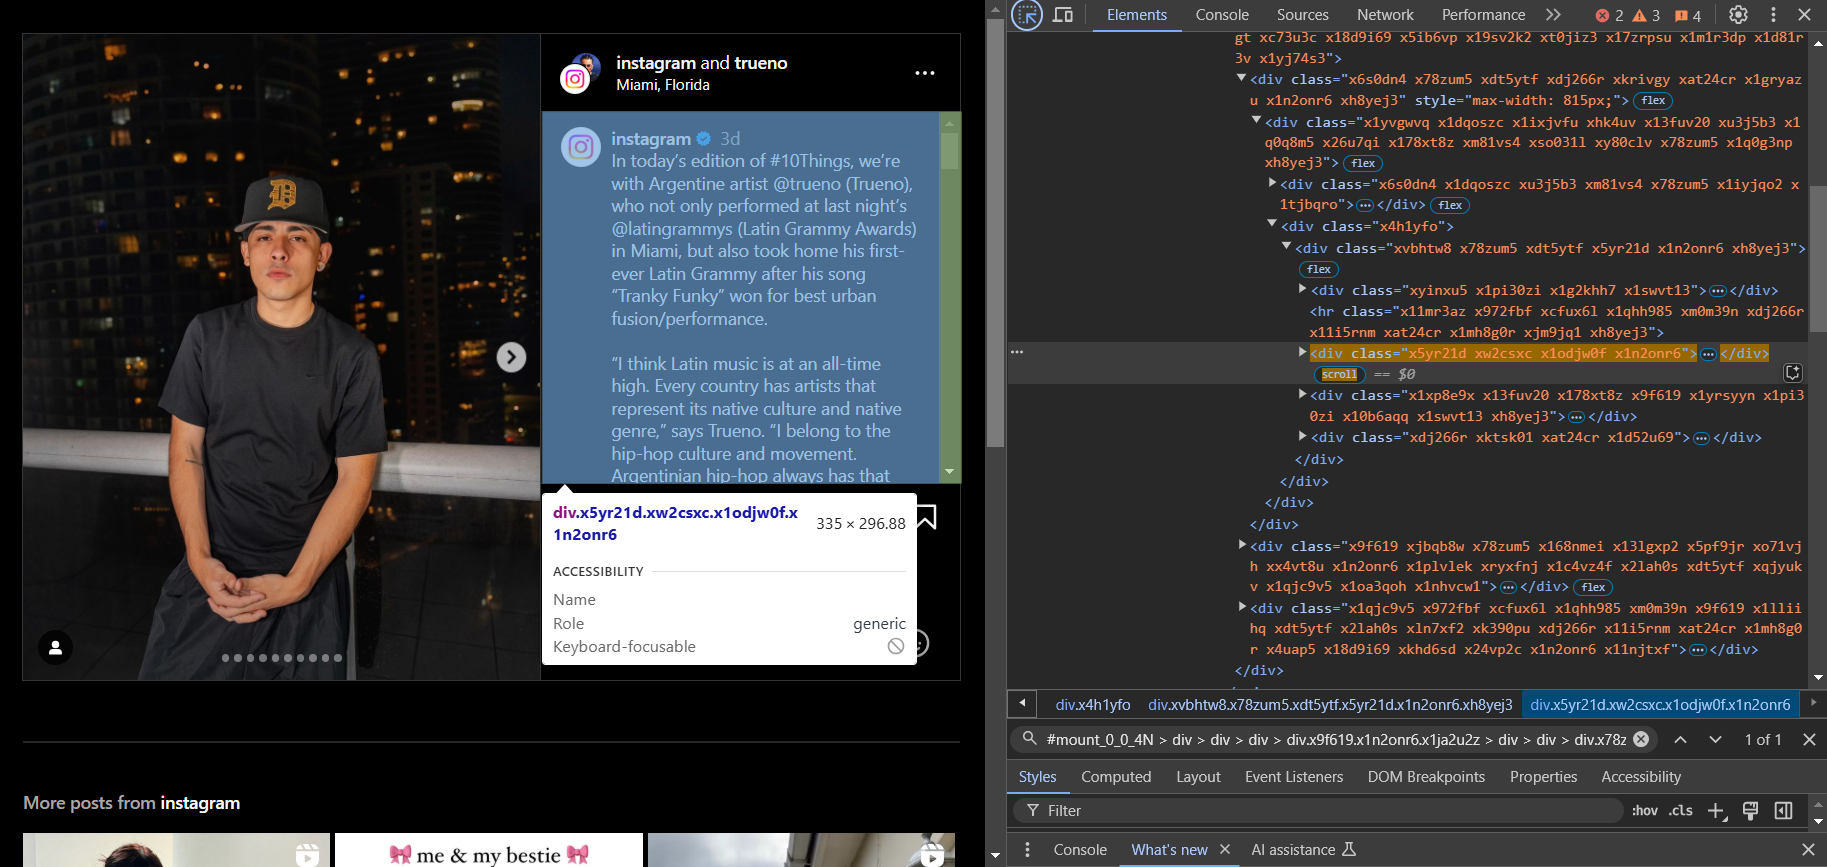 instagram and trueno
Miami, Florida
instagram 3d
In today’s edition of #10Things, we’re
with Argentine artist @trueno (Trueno),
who not only performed at last night’s
@latingrammys (Latin Grammy Awards)
in Miami, but also took home his first-
ever Latin Grammy after his song
“Tranky Funky” won for best urban
fusion/performance.
“I think Latin music is at an all-time
high. Every country has artists that
represent its native culture and native
genre,” says Trueno. “I belong to the
hip-hop culture and movement.
Argentinian hip-hop always has that
div.x5yr21d.xw2csxc.x1odjw0f.x
1n2onr6
335 × 296.88
ACCESSIBILITY
Name
Role generic
Keyboard-focusable
More posts from instagram
me & my bestie
Elements Console Sources Network Performance 2 3 4
gt xc73u3c x18d9i69 x5ib6vp x19sv2k2 xt0jiz3 x17zrpsu x1m1r3dp x1d81r
3v x1yj74s3">
<div class="x6s0dn4 x78zum5 xdt5ytf xdj266r xkrivgy xat24cr x1gryaz
u x1n2onr6 xh8yej3" style="max-width: 815px;"> flex
<div class="x1yvgwvq x1dqoszc x1ixjvfu xhk4uv x13fuv20 xu3j5b3 x1
q0q8m5 x26u7qi x178xt8z xm81vs4 xso031l xy80clv x78zum5 x1q0g3np
xh8yej3"> flex
<div class="x6s0dn4 x1dqoszc xu3j5b3 xm81vs4 x78zum5 x1iyjqo2 x
1tjbqro"> ⋯ </div> flex
<div class="x4h1yfo">
<div class="xvbhtw8 x78zum5 xdt5ytf x5yr21d x1n2onr6 xh8yej3">
flex
<div class="xyinxu5 x1pi30zi x1g2khh7 x1swvt13"> ⋯ </div>
<hr class="x11mr3az x972fbf xcfux6l x1qhh985 xm0m39n xdj266r
x11i5rnm xat24cr x1mh8g0r xjm9jq1 xh8yej3">
<div class="x5yr21d xw2csxc x1odjw0f x1n2onr6"> ⋯ </div>
scroll == $0
<div class="x1xp8e9x x13fuv20 x178xt8z x9f619 x1yrsyyn x1pi3
0zi x10b6aqq x1swvt13 xh8yej3"> ⋯ </div>
<div class="xdj266r xktsk01 xat24cr x1d52u69"> ⋯ </div>
</div>
</div>
</div>
</div>
<div class="x9f619 xjbqb8w x78zum5 x168nmei x13lgxp2 x5pf9jr xo71vj
h xx4vt8u x1n2onr6 x1plvlek xryxfnj x1c4vz4f x2lah0s xdt5ytf xqjyuk
v x1qjc9v5 x1oa3qoh x1nhvcw1"> ⋯ </div> flex
<div class="x1qjc9v5 x972fbf xcfux6l x1qhh985 xm0m39n x9f619 x1lli
hq xdt5ytf x2lah0s xln7xf2 xk390pu xdj266r x11i5rnm xat24cr x1mh8g0
r x4uap5 x18d9i69 xkhd6sd x24vp2c x1n2onr6 x11njtxf"> ⋯ </div>
</div>
div.x4h1yfo div.xvbhtw8.x78zum5.xdt5ytf.x5yr21d.x1n2onr6.xh8yej3 div.x5yr21d.xw2csxc.x1odjw0f.x1n2onr6
#mount_0_0_4N > div > div > div > div.x9f619.x1n2onr6.x1ja2u2z > div > div > div.x78z 1 of 1
Styles Computed Layout Event Listeners DOM Breakpoints Properties Accessibility
Filter :hov .cls
Console What's new AI assistance